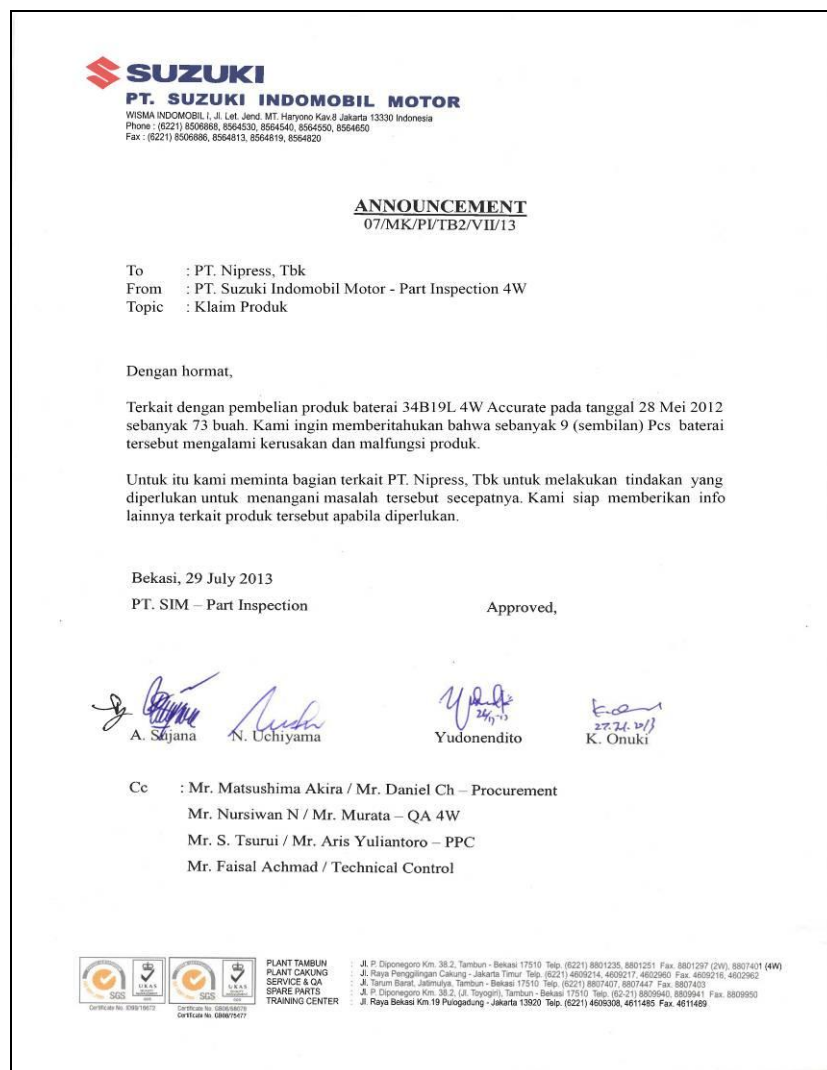 SUZUKI
PT. SUZUKI INDOMOBIL MOTOR
WISMA INDOMOBIL I, Jl. Let. Jend. MT. Haryono Kav.8 Jakarta 13330 Indonesia
Phone : (6221) 8506868, 8564530, 8564540, 8564550, 8564650
Fax : (6221) 8506886, 8564813, 8564819, 8564820
ANNOUNCEMENT
07/MK/PI/TB2/VII/13
To : PT. Nipress, Tbk
From : PT. Suzuki Indomobil Motor - Part Inspection 4W
Topic : Klaim Produk
Dengan hormat,
Terkait dengan pembelian produk baterai 34B19L 4W Accurate pada tanggal 28 Mei 2012
sebanyak 73 buah. Kami ingin memberitahukan bahwa sebanyak 9 (sembilan) Pcs baterai
tersebut mengalami kerusakan dan malfungsi produk.
Untuk itu kami meminta bagian terkait PT. Nipress, Tbk untuk melakukan tindakan yang
diperlukan untuk menangani masalah tersebut secepatnya. Kami siap memberikan info
lainnya terkait produk tersebut apabila diperlukan.
Bekasi, 29 July 2013
PT. SIM – Part Inspection Approved,
A. Sujana N. Uchiyama Yudonendito K. Onuki
Cc : Mr. Matsushima Akira / Mr. Daniel Ch – Procurement
Mr. Nursiwan N / Mr. Murata – QA 4W
Mr. S. Tsurui / Mr. Aris Yuliantoro – PPC
Mr. Faisal Achmad / Technical Control
SGS UKAS SGS UKAS
PLANT TAMBUN : Jl. P. Diponegoro Km. 38.2, Tambun - Bekasi 17510 Telp. (6221) 8801235, 8801251 Fax. 8801297 (2W), 8807401 (4W)
PLANT CAKUNG : Jl. Raya Penggilingan Cakung - Jakarta Timur Telp. (6221) 4609214, 4609217, 4602960 Fax. 4609216, 4602962
SERVICE & QA : Jl. Tarum Barat, Jatimulya, Tambun - Bekasi 17510 Telp. (6221) 8807407, 8807447 Fax. 8807403
SPARE PARTS : Jl. P. Diponegoro Km. 38.2, (Jl. Toyogiri), Tambun - Bekasi 17510 Telp. (62-21) 8809940, 8809941 Fax. 8809950
TRAINING CENTER : Jl. Raya Bekasi Km 19 Pulogadung - Jakarta 13920 Telp. (6221) 4609308, 4611485 Fax. 4611489